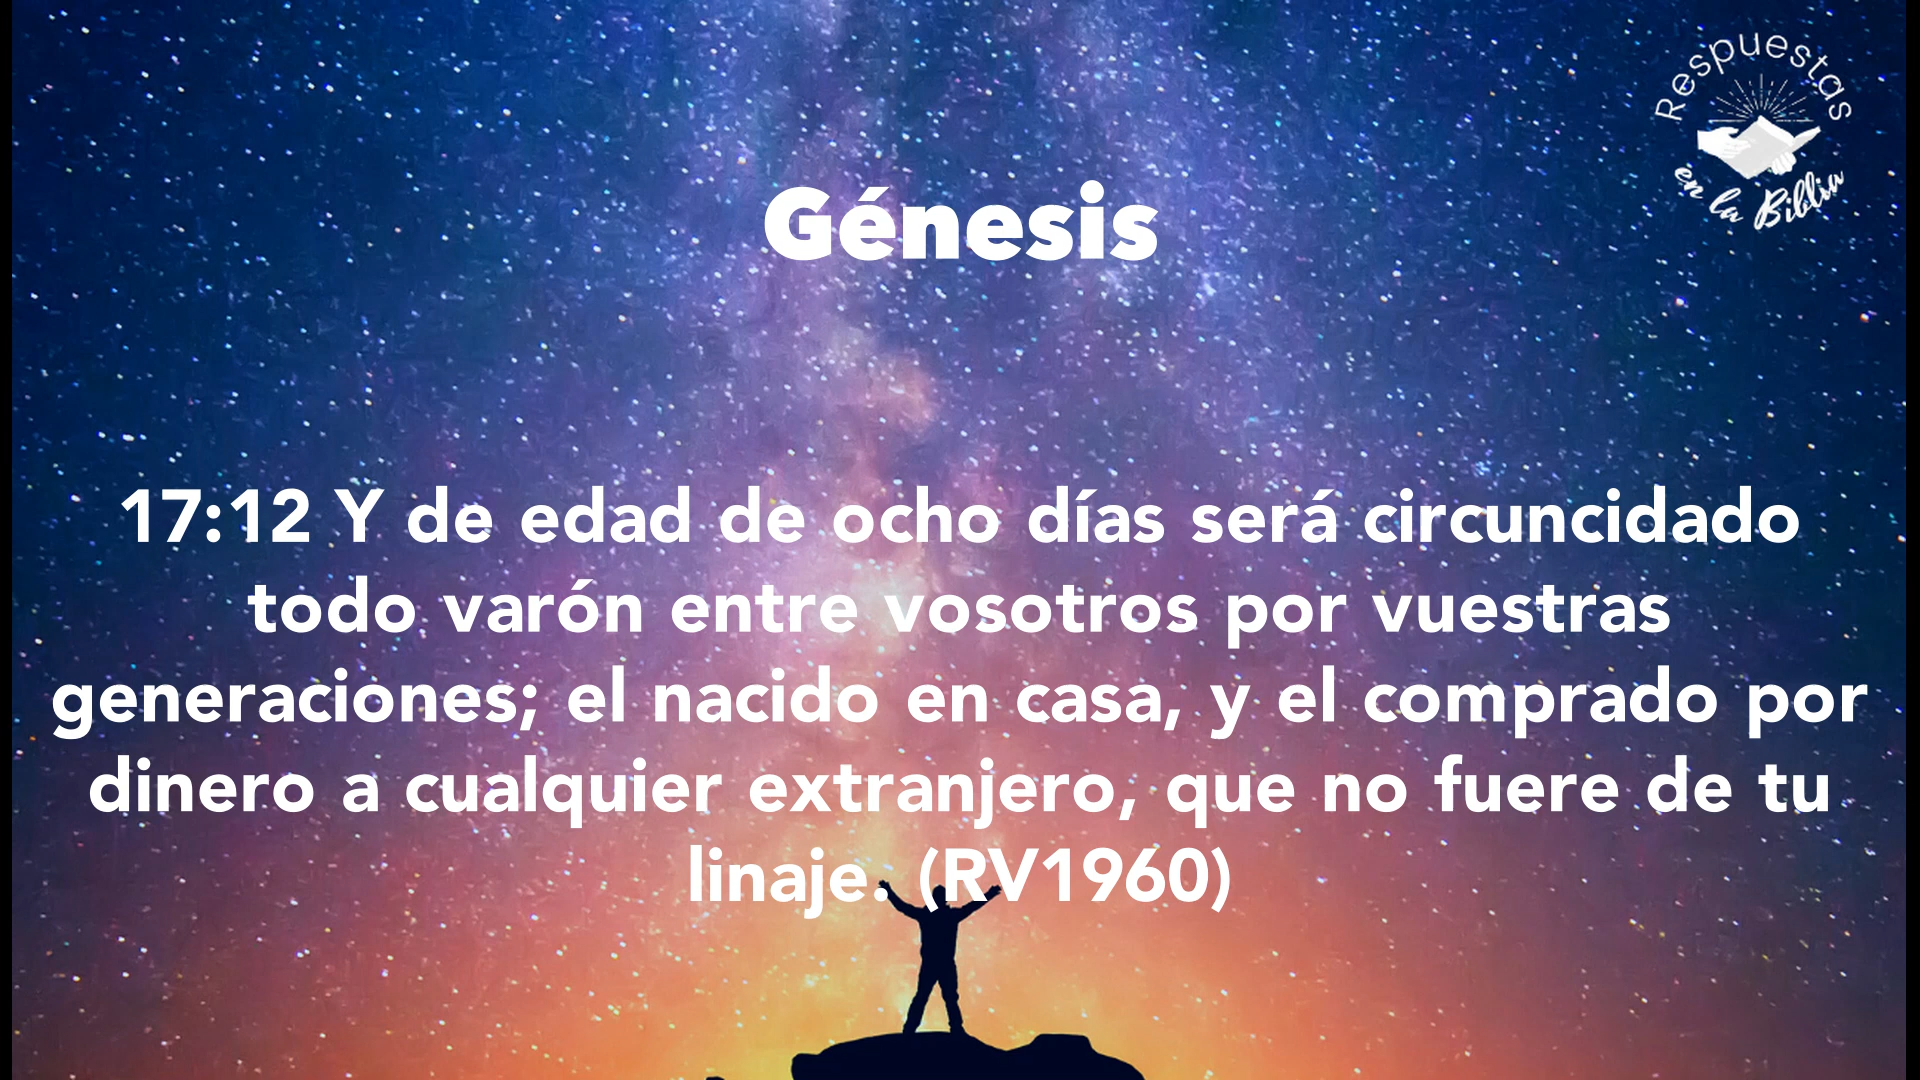 Respuestas
en la Biblia
Génesis
17:12 Y de edad de ocho días será circuncidado
todo varón entre vosotros por vuestras
generaciones; el nacido en casa, y el comprado por
dinero a cualquier extranjero, que no fuere de tu
linaje. (RV1960)